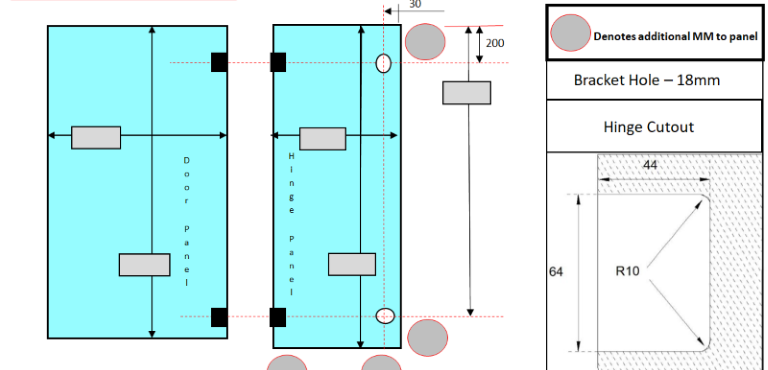 30
200
Door Panel
Hinge Panel
Denotes additional MM to panel
Bracket Hole – 18mm
Hinge Cutout
44
64
R10